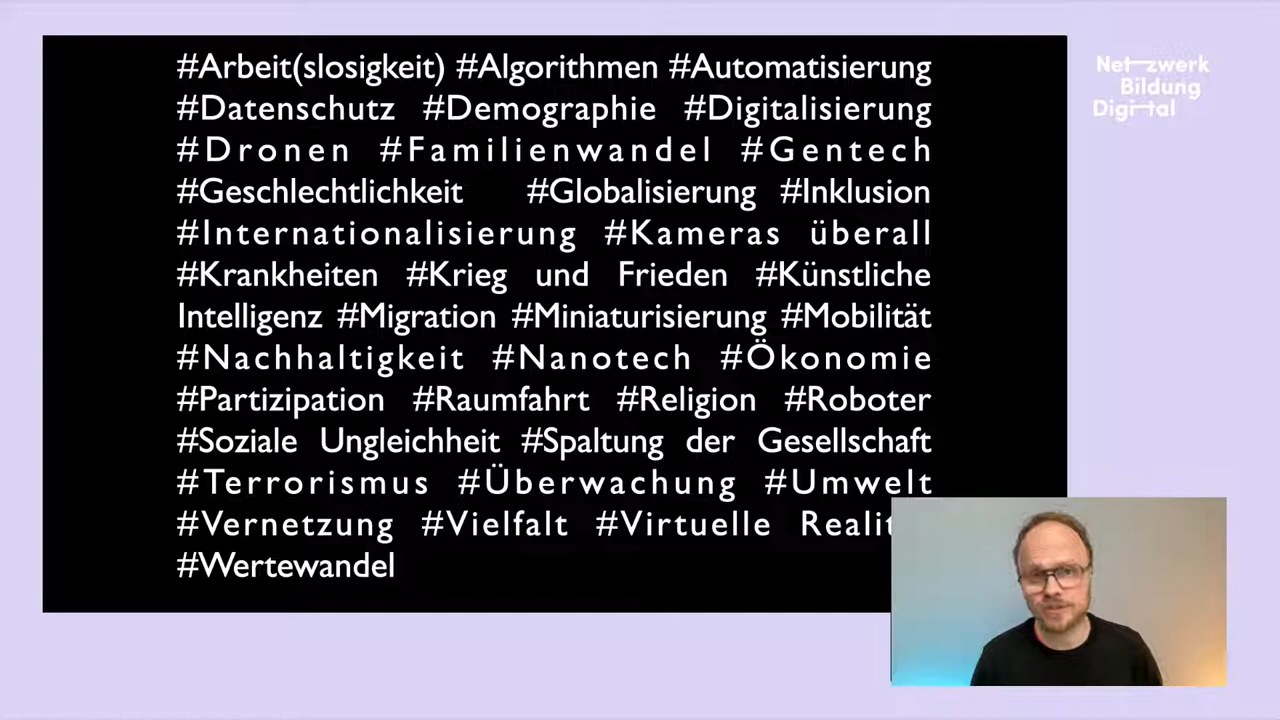 #Arbeit(slosigkeit) #Algorithmen #Automatisierung
#Datenschutz #Demographie #Digitalisierung
#Dronen #Familienwandel #Gentech
#Geschlechtlichkeit #Globalisierung #Inklusion
#Internationalisierung #Kameras überall
#Krankheiten #Krieg und Frieden #Künstliche
Intelligenz #Migration #Miniaturisierung #Mobilität
#Nachhaltigkeit #Nanotech #Ökonomie
#Partizipation #Raumfahrt #Religion #Roboter
#Soziale Ungleichheit #Spaltung der Gesellschaft
#Terrorismus #Überwachung #Umwelt
#Vernetzung #Vielfalt #Virtuelle
#Wertewandel
Netzwerk
Bildung
Digital